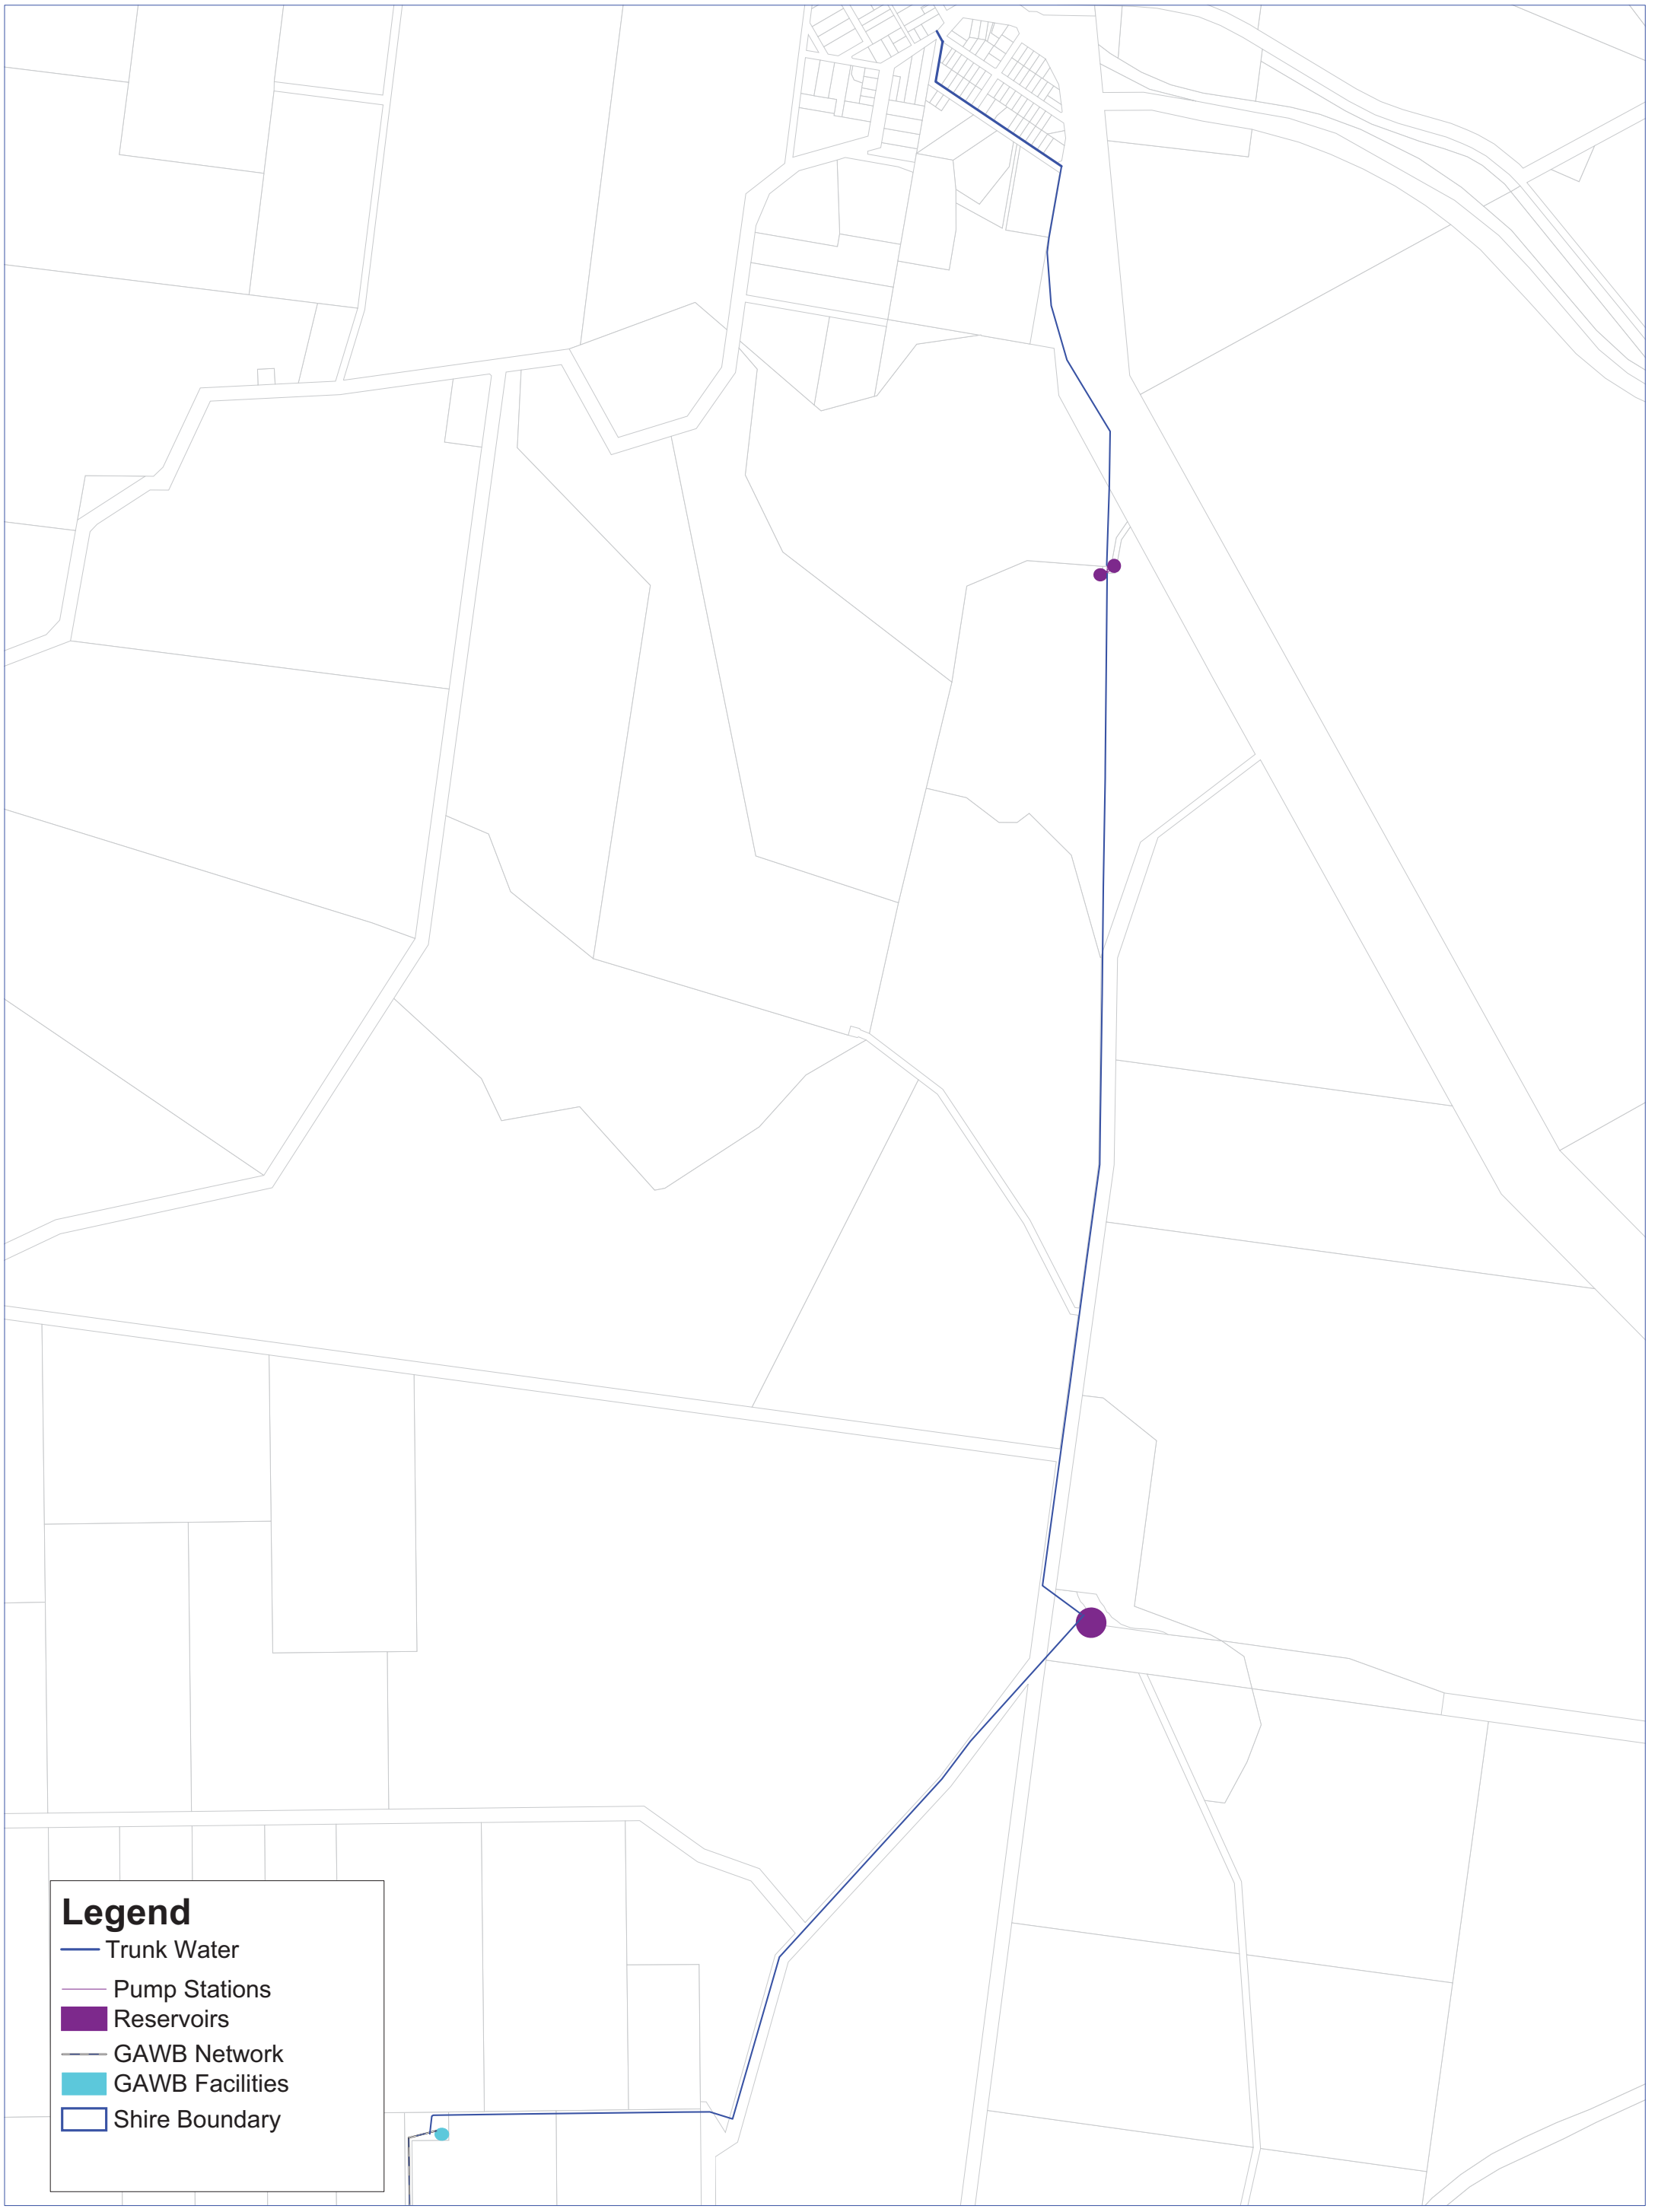 Legend
Trunk Water
Pump Stations
Reservoirs
GAWB Network
GAWB Facilities
Shire Boundary